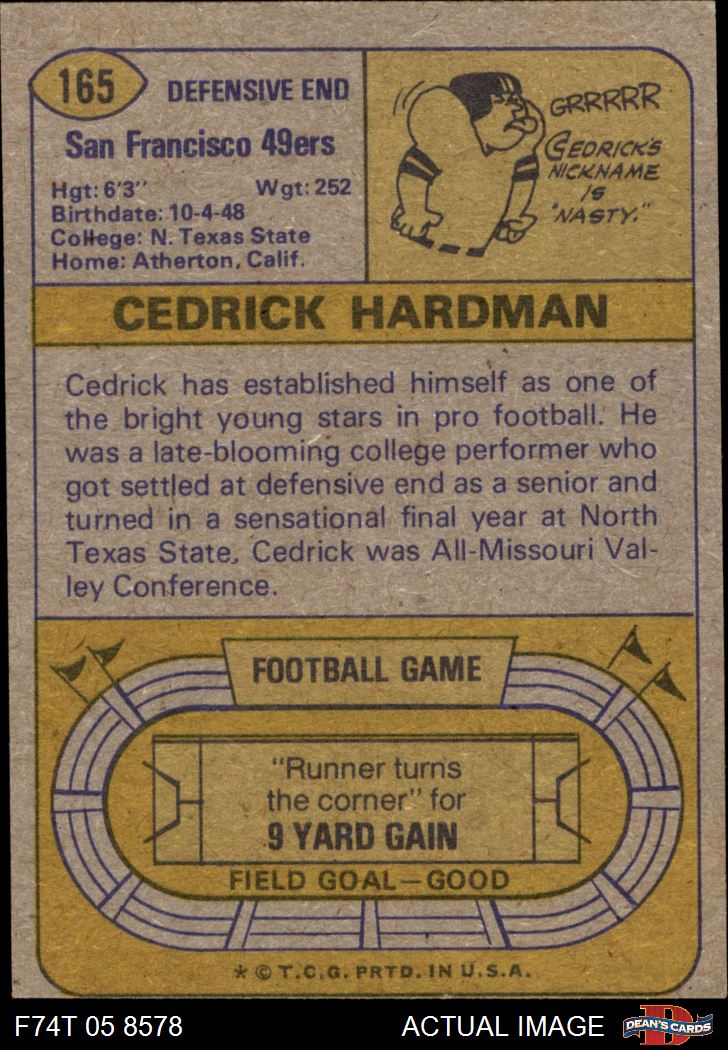 165
DEFENSIVE END
San Francisco 49ers
Hgt: 6'3"
Wgt: 252
Birthdate: 10-4-48
College: N. Texas State
Home: Atherton, Calif.
GRRRRR
CEDRICK'S
NICKNAME
IS
"NASTY."
CEDRICK HARDMAN
Cedrick has established himself as one of
the bright young stars in pro football. He
was a late-blooming college performer who
got settled at defensive end as a senior and
turned in a sensational final year at North
Texas State. Cedrick was All-Missouri Val-
ley Conference.
FOOTBALL GAME
"Runner turns
the corner" for
9 YARD GAIN
FIELD GOAL—GOOD
* © T.C.G. PRTD. IN U.S.A.
F74T 05 8578
ACTUAL IMAGE
D
DEAN'S CARDS